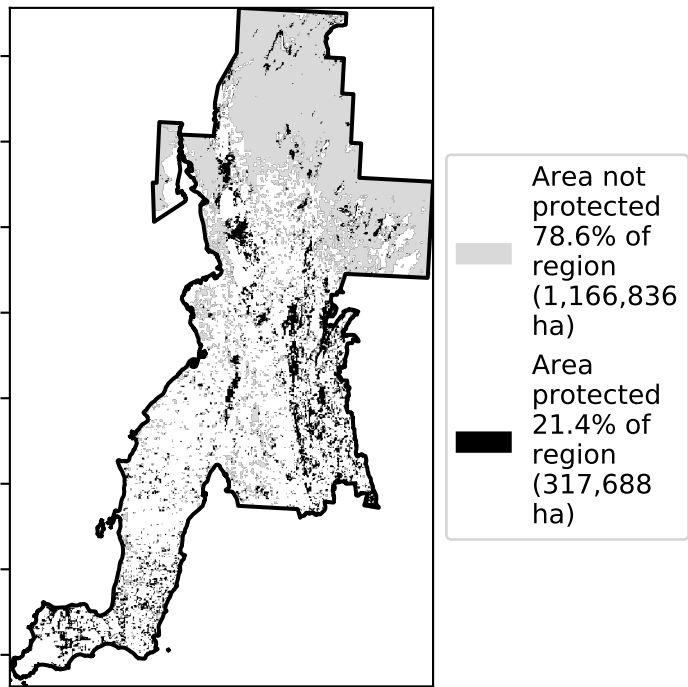 Area not
protected
78.6% of
region
(1,166,836
ha)
Area
protected
21.4% of
region
(317,688
ha)